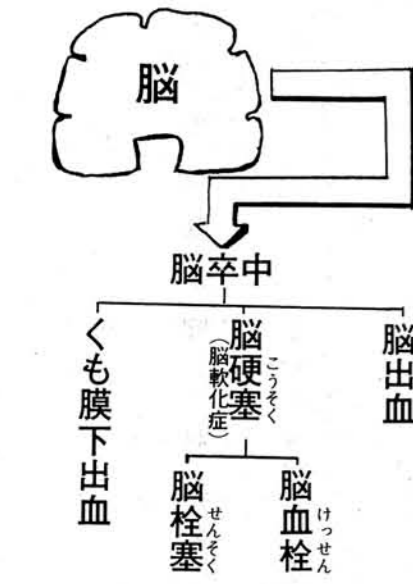 脳
脳卒中
脳出血
脳硬塞
こうそく
（脳軟化症）
くも膜下出血
脳血栓
けっせん
脳栓塞
せんそく